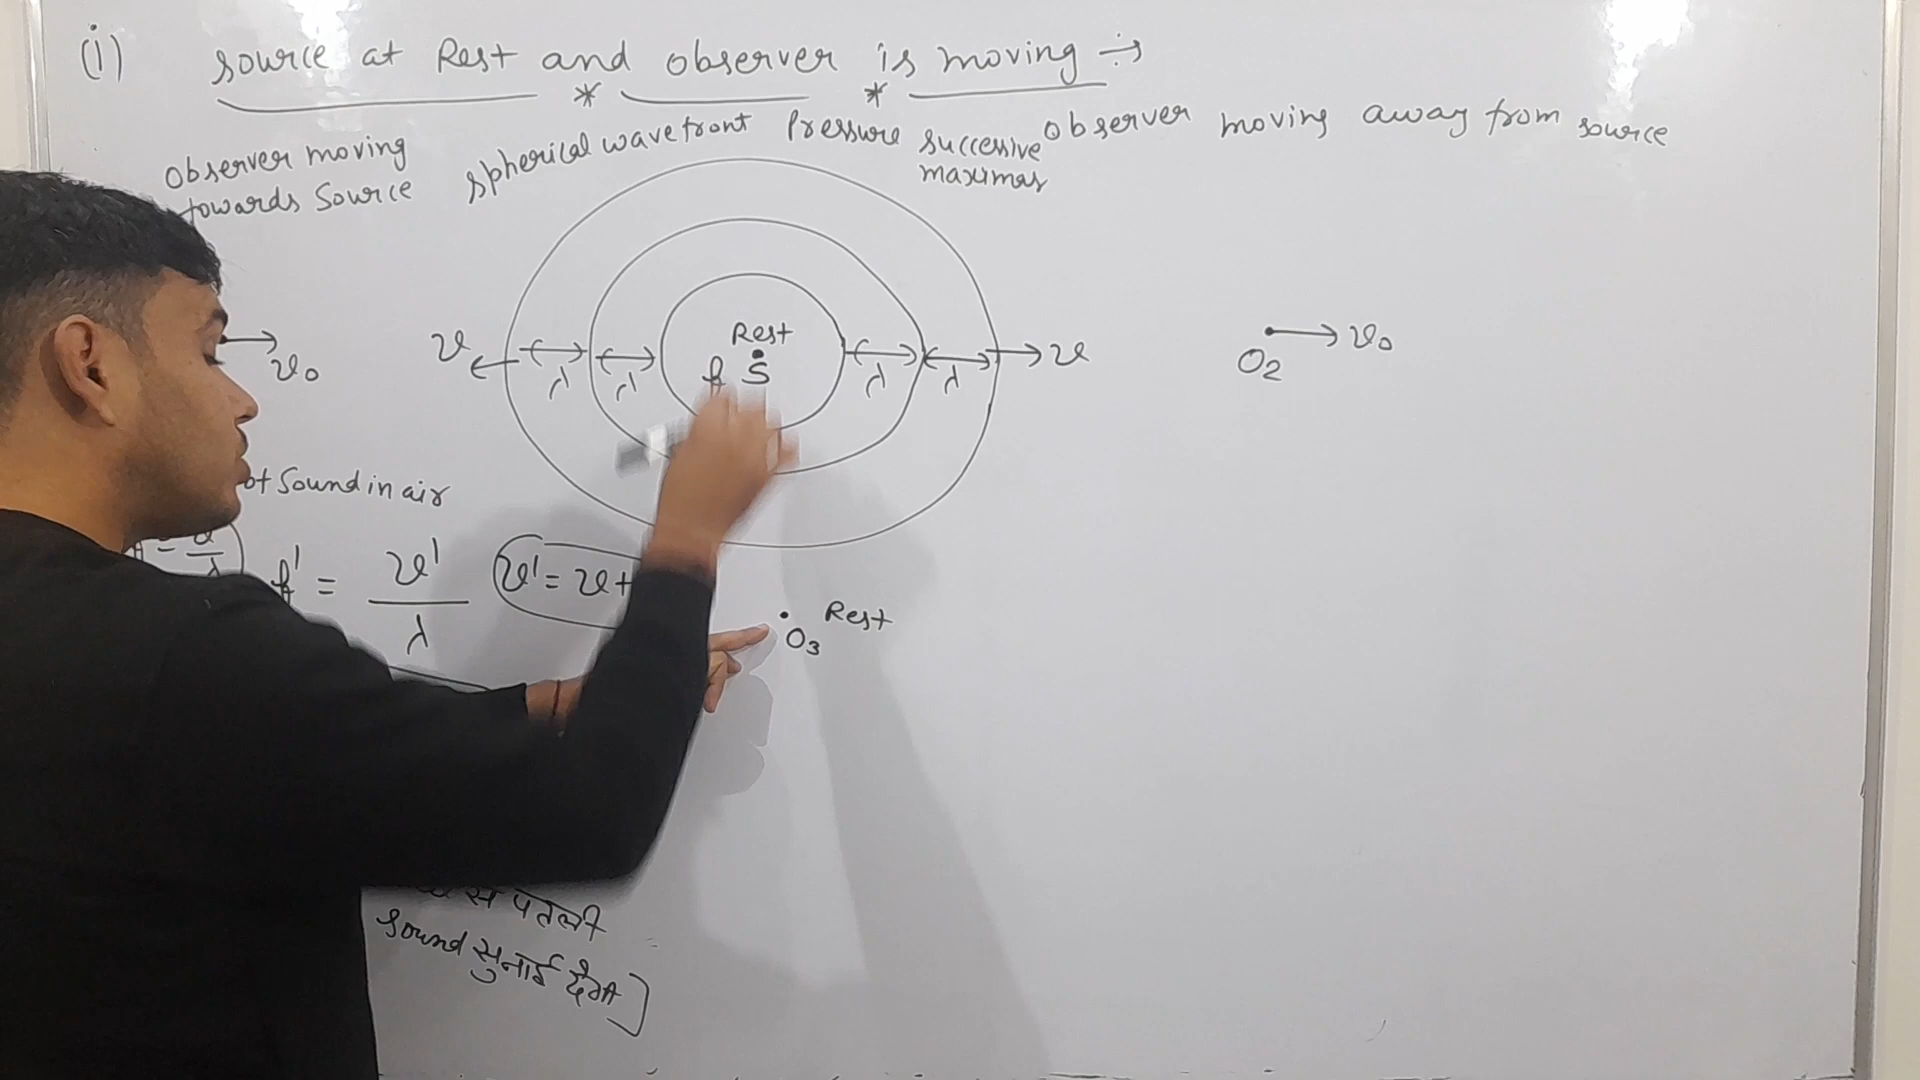 (i) source at Rest and observer is moving
* *
observer moving towards source
spherical wavefront Pressure successive maximas
observer moving away from source
Rest
f S
v λ λ λ λ v
v₀
O₂ v₀
of Sound in air
= v/λ
f' = v'/λ
v' = v+
O₃ Rest
से पतली
sound सुनाई देगा]